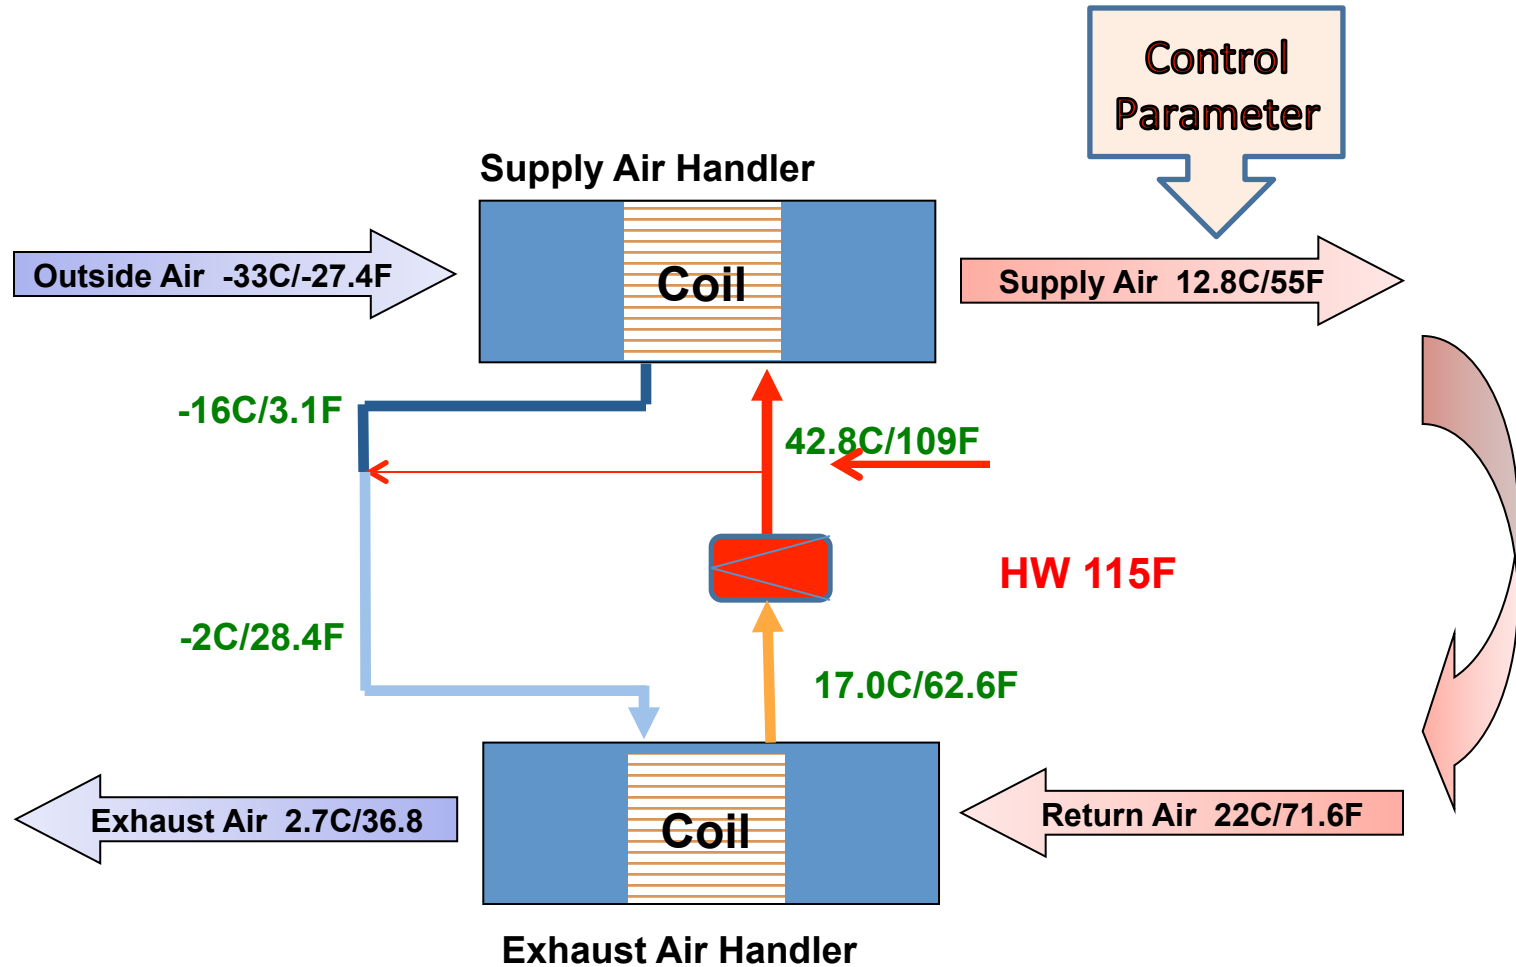 Control
Parameter
Supply Air Handler
Outside Air -33C/-27.4F
Coil
Supply Air 12.8C/55F
-16C/3.1F
42.8C/109F
HW 115F
-2C/28.4F
17.0C/62.6F
Exhaust Air 2.7C/36.8
Coil
Return Air 22C/71.6F
Exhaust Air Handler